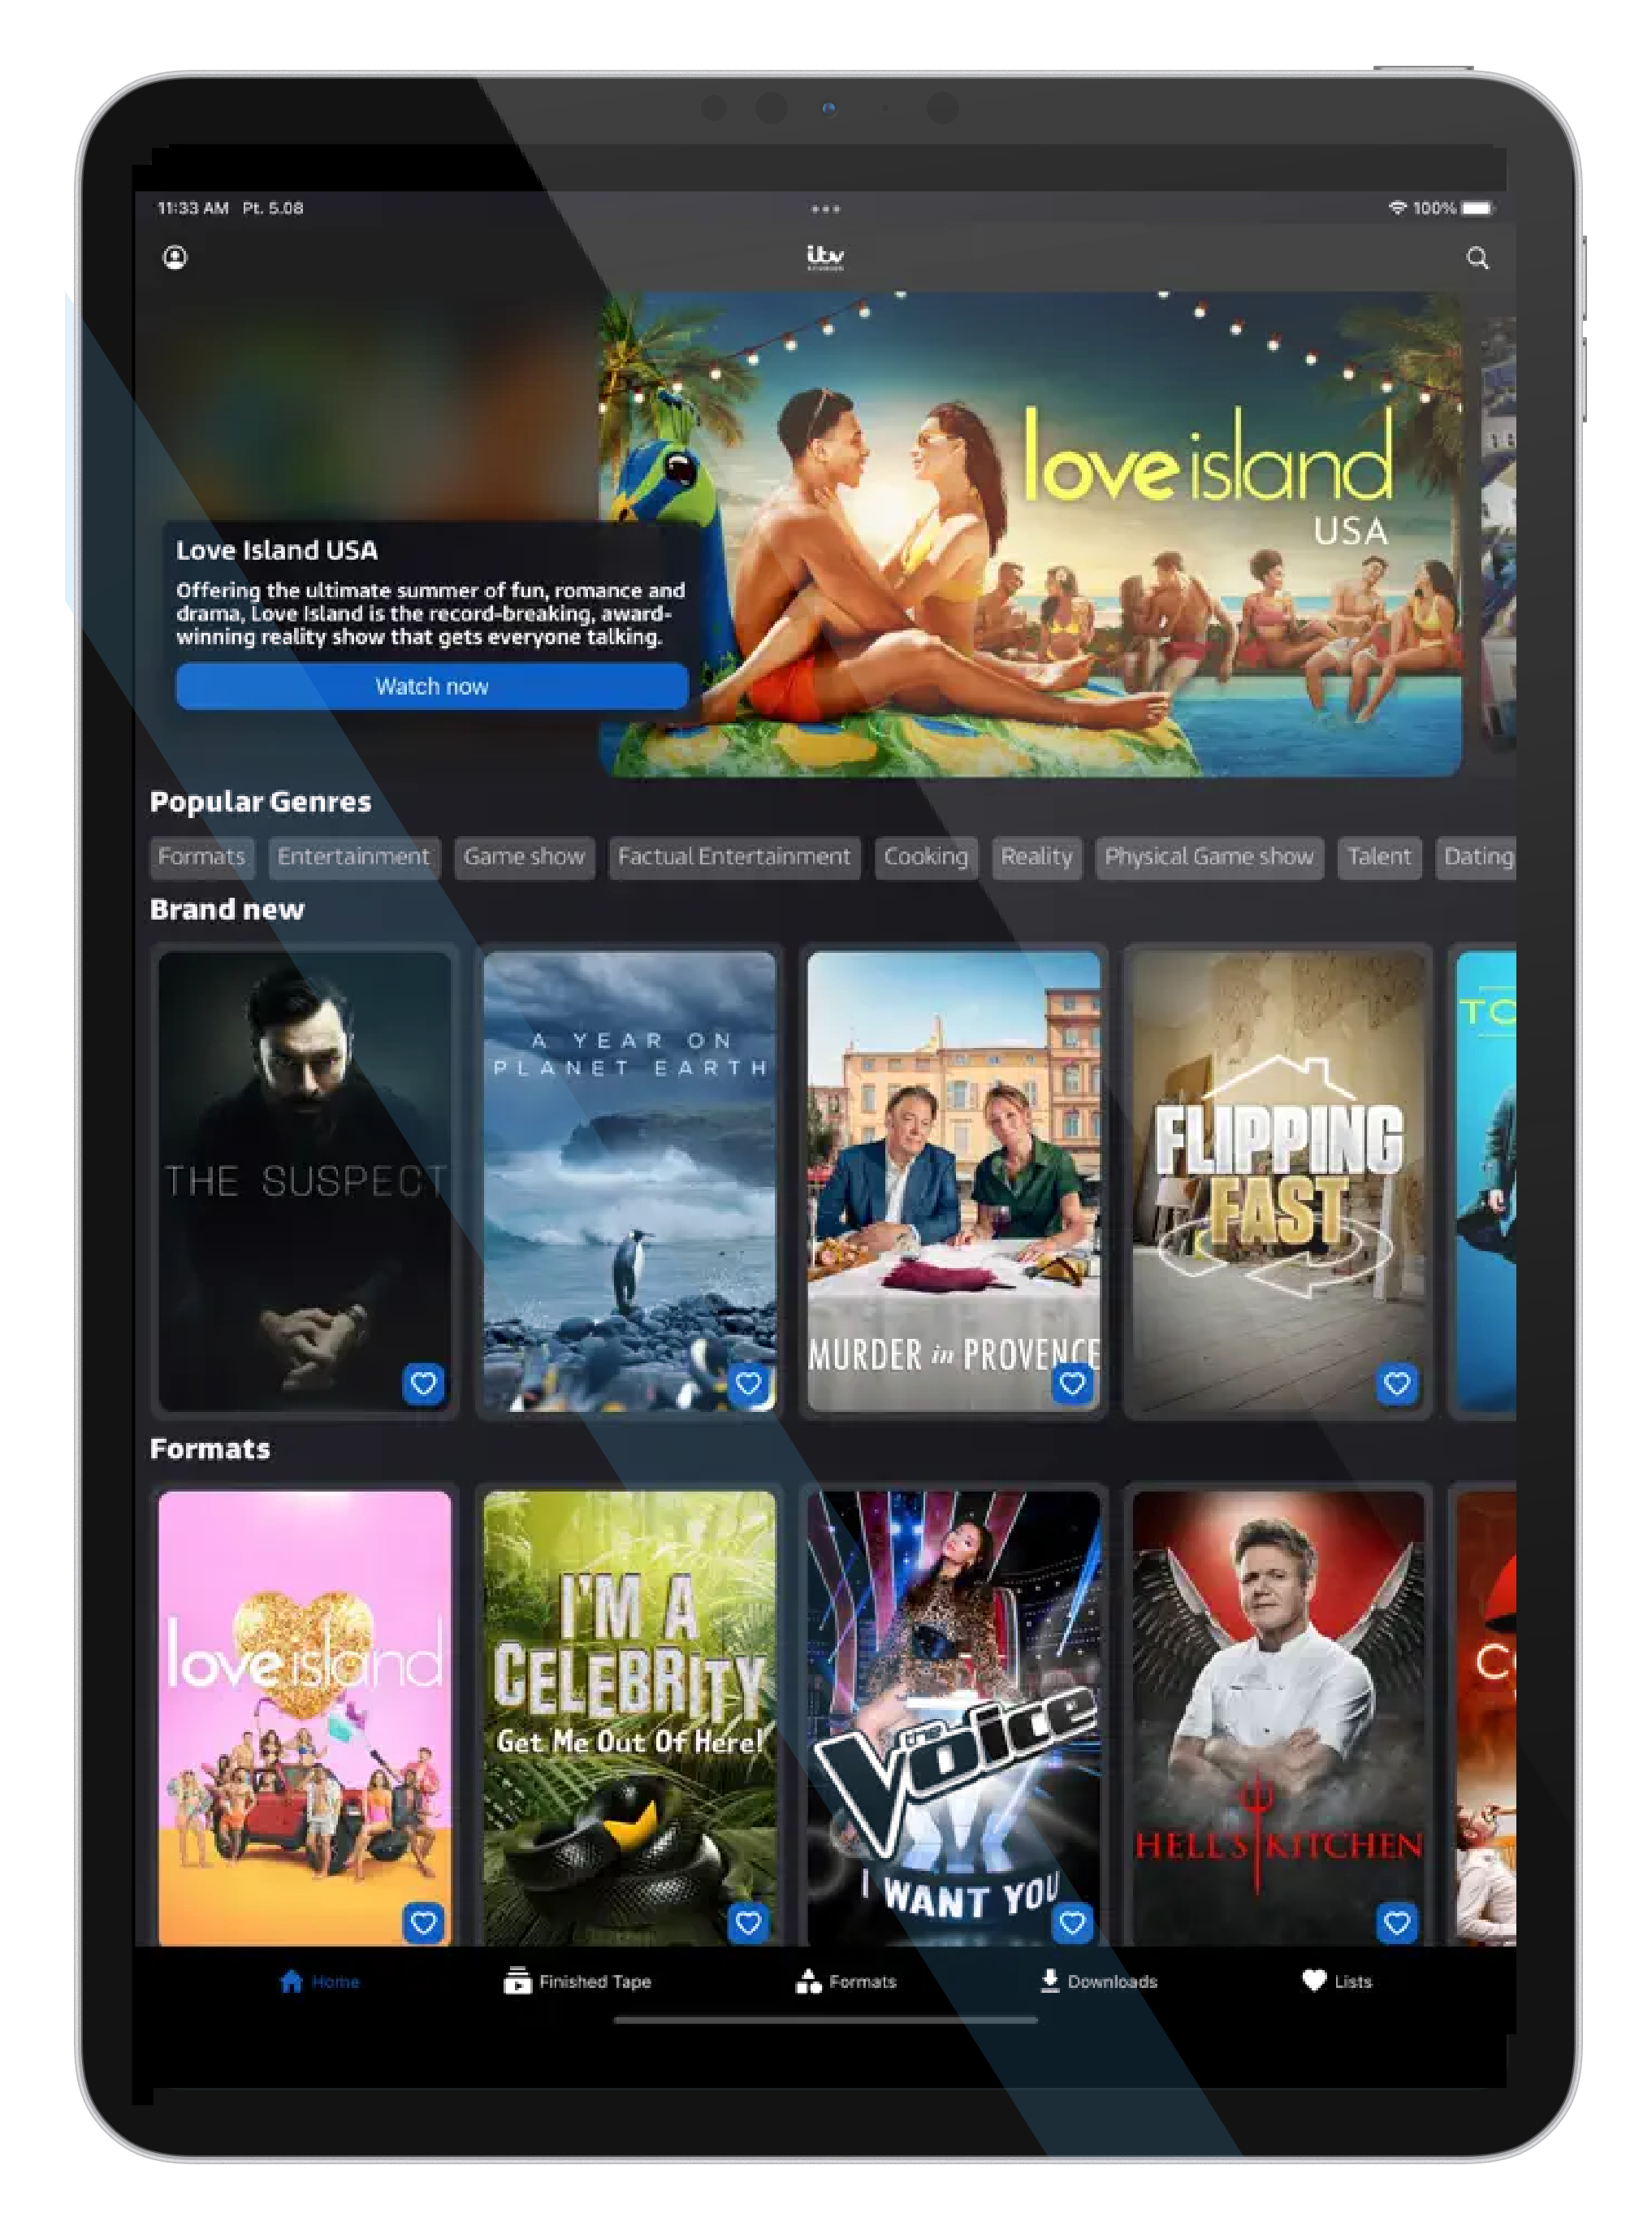 11:33 AM Pt. 5.08
100%
itv
STUDIOS
love island
USA
Love Island USA
Offering the ultimate summer of fun, romance and
drama, Love Island is the record-breaking, award-
winning reality show that gets everyone talking.
Watch now
Popular Genres
Formats Entertainment Game show Factual Entertainment Cooking Reality Physical Game show Talent Dating
Brand new
THE SUSPECT
A YEAR ON
PLANET EARTH
MURDER in PROVENCE
FLIPPING
FAST
TO
Formats
love island
I'M A
CELEBRITY
Get Me Out Of Here!
the
Voice
I WANT YOU
HELL'S KITCHEN
Home Finished Tape Formats Downloads Lists